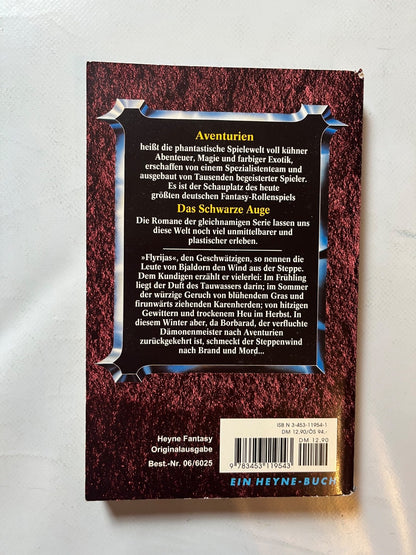 Aventurien
heißt die phantastische Spielewelt voll kühner
Abenteuer, Magie und farbiger Exotik,
erschaffen von einem Spezialistenteam und
ausgebaut von Tausenden begeisterter Spieler.
Es ist der Schauplatz des heute
größten deutschen Fantasy-Rollenspiels
Das Schwarze Auge
Die Romane der gleichnamigen Serie lassen uns
diese Welt noch viel unmittelbarer und
plastischer erleben.
»Flyrijas«, den Geschwätzigen, so nennen die
Leute von Bjaldorn den Wind aus der Steppe.
Dem Kundigen erzählt er vielerlei: Im Frühling
liegt der Duft des Tauwassers darin; im Sommer
der würzige Geruch von blühendem Gras und
firunwärts ziehenden Karenherden; von hitzigen
Gewittern und trockenem Heu im Herbst. In
diesem Winter aber, da Borbarad, der verfluchte
Dämonenmeister nach Aventurien
zurückgekehrt ist, schmeckt der Steppenwind
nach Brand und Mord...
ISBN 3-453-11954-1
DM 12.90/ÖS 94,-
DM 12.90
9 783453 119543
Heyne Fantasy
Originalausgabe
Best.-Nr. 06/6025
EIN HEYNE-BUCH